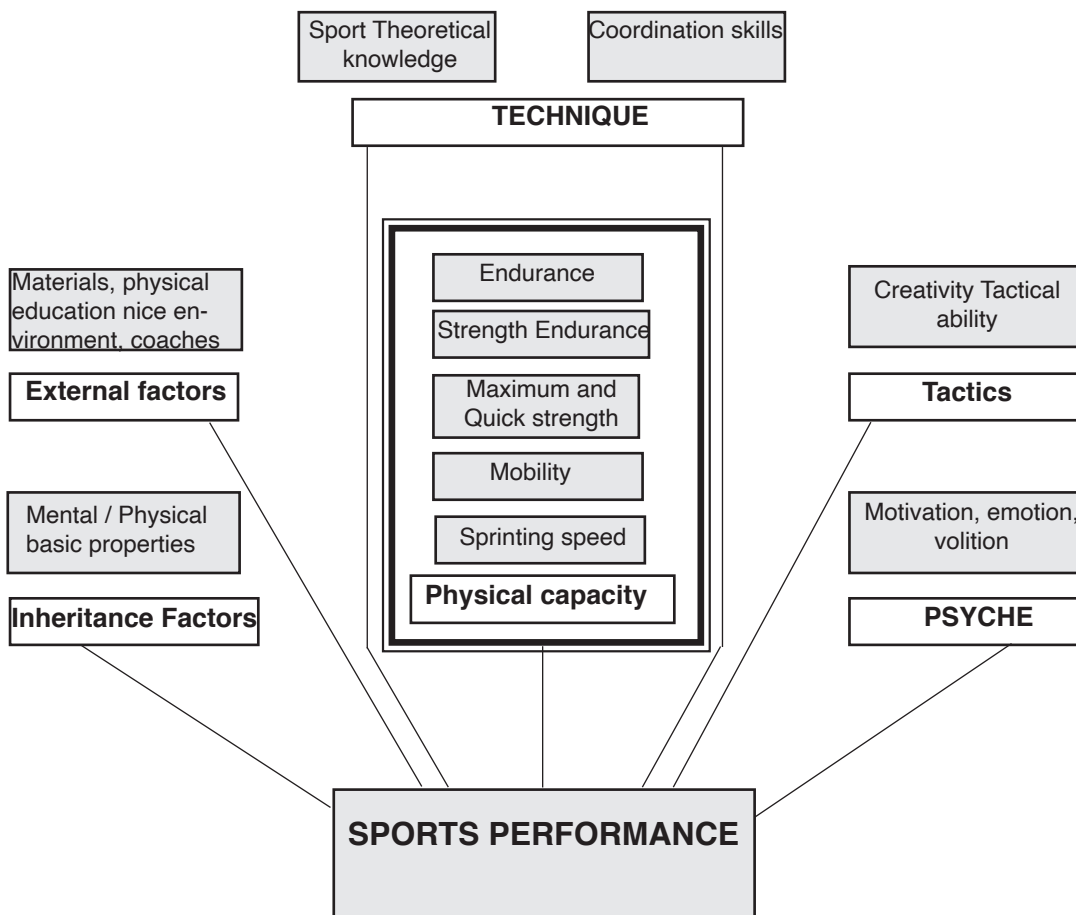 Sport Theoretical
knowledge
Coordination skills
TECHNIQUE
Materials, physical
education nice en-
vironment, coaches
External factors
Mental / Physical
basic properties
Inheritance Factors
Endurance
Strength Endurance
Maximum and
Quick strength
Mobility
Sprinting speed
Physical capacity
Creativity Tactical
ability
Tactics
Motivation, emotion,
volition
PSYCHE
SPORTS PERFORMANCE